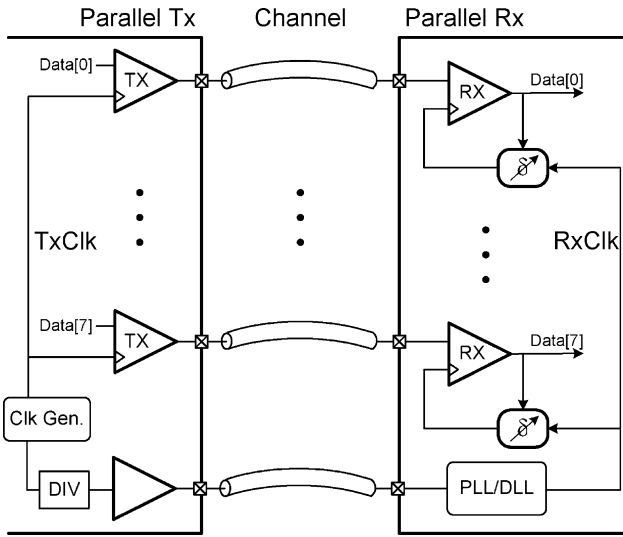 Parallel Tx
Channel
Parallel Rx
Data[0]
TX
RX
Data[0]
δ
TxClk
RxClk
Data[7]
TX
RX
Data[7]
δ
Clk Gen.
DIV
PLL/DLL